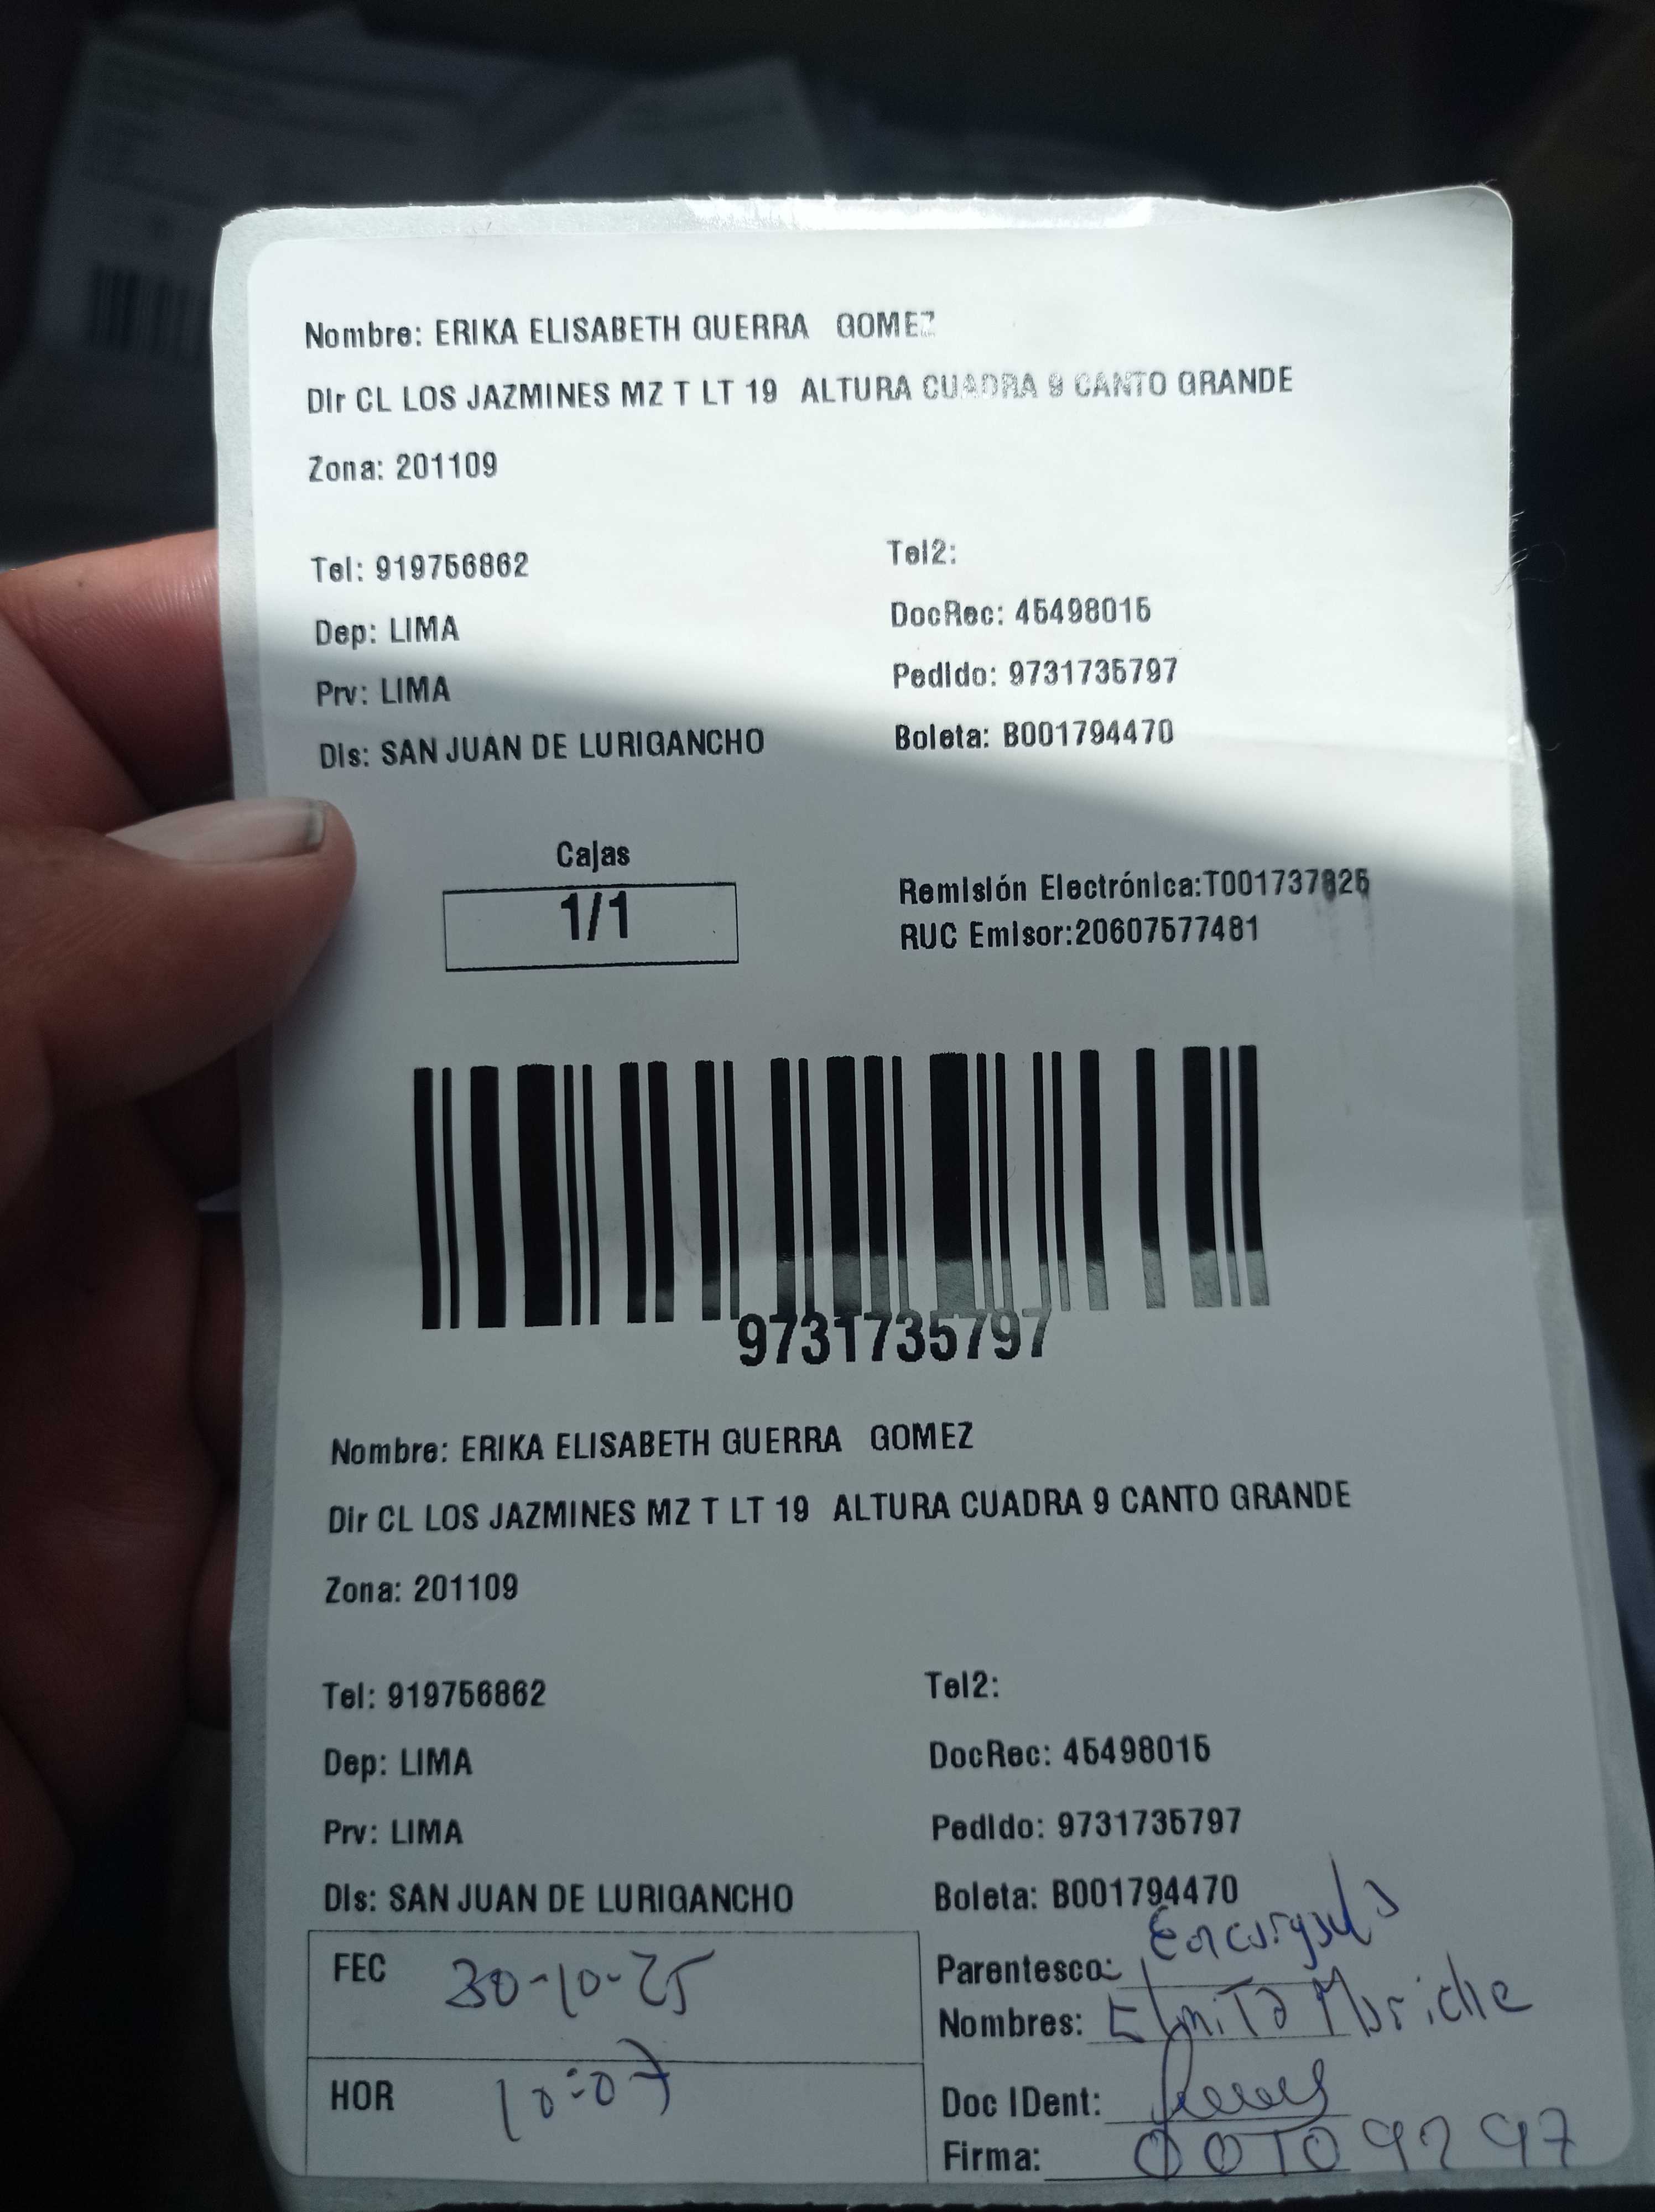 Nombre: ERIKA ELISABETH GUERRA GOMEZ
Dir CL LOS JAZMINES MZ T LT 19 ALTURA CUADRA 9 CANTO GRANDE
Zona: 201109
Tel: 919756862 Tel2:
Dep: LIMA DocRec: 45498015
Prv: LIMA Pedido: 9731735797
Dis: SAN JUAN DE LURIGANCHO Boleta: B001794470
Cajas
1/1
Remisión Electrónica:T001737825
RUC Emisor:20607577481
9731735797
Nombre: ERIKA ELISABETH GUERRA GOMEZ
Dir CL LOS JAZMINES MZ T LT 19 ALTURA CUADRA 9 CANTO GRANDE
Zona: 201109
Tel: 919756862 Tel2:
Dep: LIMA DocRec: 45498015
Prv: LIMA Pedido: 9731735797
Dis: SAN JUAN DE LURIGANCHO Boleta: B001794470
FEC 30-10-25 Parentesco: Encargado
Nombres:
HOR 10:07 Doc IDent:
Firma: